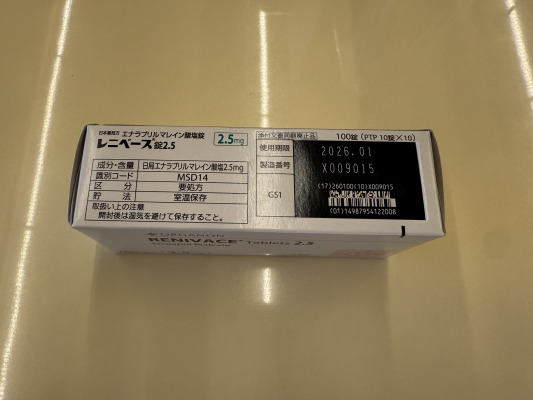 日本薬局方 エナラプリルマレイン酸塩錠
レニベース®錠2.5
2.5mg
成分・含量 日局エナラプリルマレイン酸塩2.5mg
識別コード MSD14
区分 要処方
貯法 室温保存
取扱い上の注意
開封後は湿気を避けて保存すること。
添付文書同梱廃止品
100錠 (PTP 10錠×10)
使用期限 2026.01
製造番号 X009015
GS1
(17)260100(10)X009015
(01)14987954122008
ORGANON
RENIVACE® Tablets 2.5
Enalapril Maleate